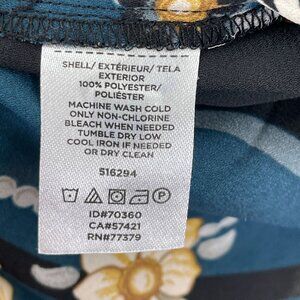 SHELL/ EXTÉRIEUR/ TELA
EXTERIOR
100% POLYESTER/
POLIÉSTER
MACHINE WASH COLD
ONLY NON-CHLORINE
BLEACH WHEN NEEDED
TUMBLE DRY LOW
COOL IRON IF NEEDED
OR DRY CLEAN
516294
ID#70360
CA#57421
RN#77379